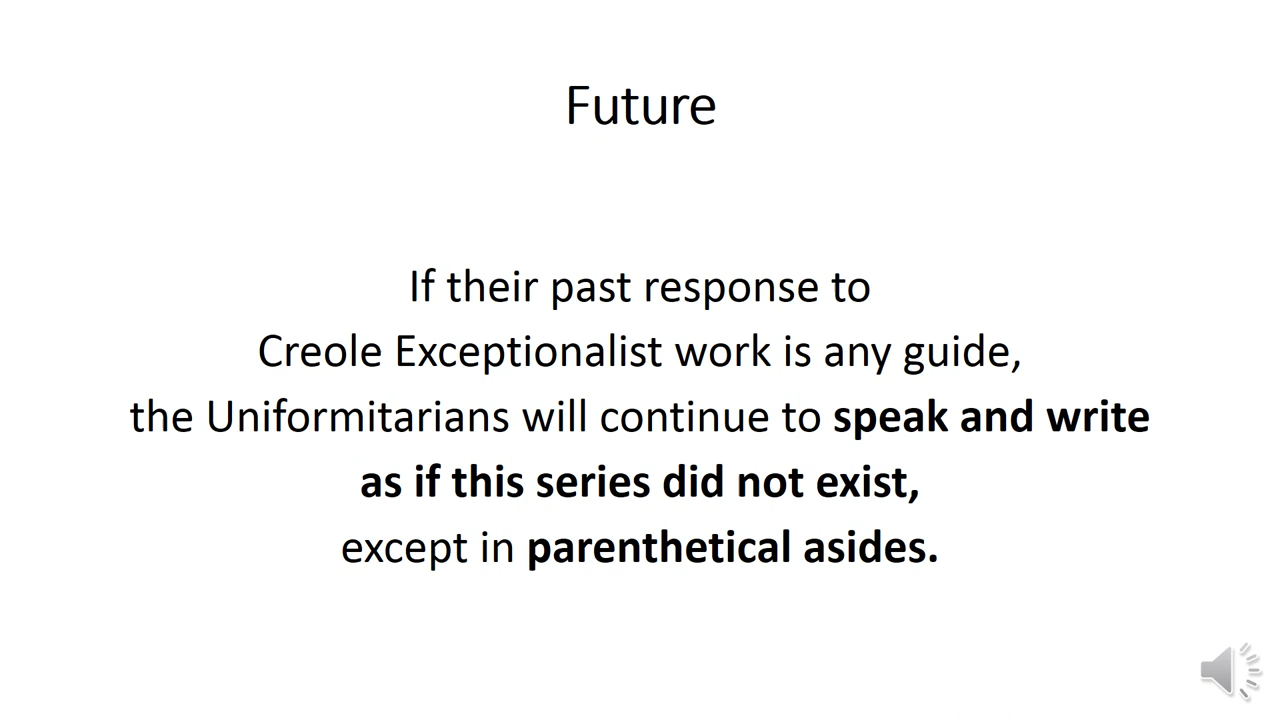 Future
If their past response to
Creole Exceptionalist work is any guide,
the Uniformitarians will continue to speak and write
as if this series did not exist,
except in parenthetical asides.